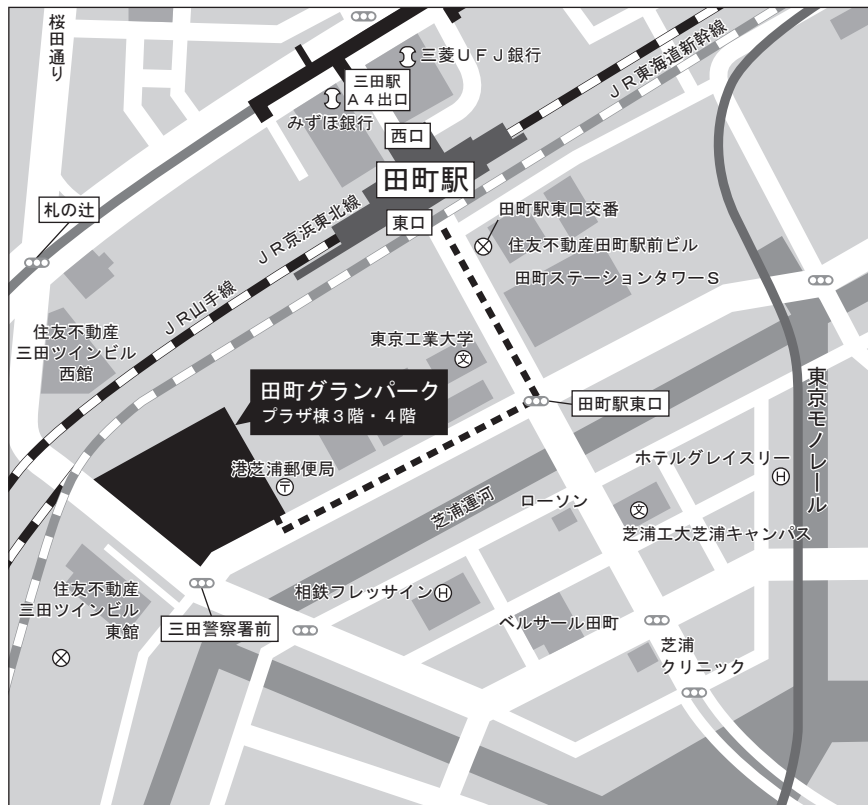 桜田通り
三菱ＵＦＪ銀行
ＪＲ東海道新幹線
三田駅
Ａ４出口
みずほ銀行
西口
田町駅
東口
札の辻
ＪＲ京浜東北線
ＪＲ山手線
田町駅東口交番
住友不動産田町駅前ビル
田町ステーションタワーＳ
住友不動産
三田ツインビル
西館
東京工業大学
文
田町グランパーク
プラザ棟３階・４階
田町駅東口
東京モノレール
港芝浦郵便局
〒
芝浦運河
ローソン
ホテルグレイスリー
H
文
芝浦工大芝浦キャンパス
住友不動産
三田ツインビル
東館
三田警察署前
相鉄フレッサイン
H
ベルサール田町
芝浦
クリニック